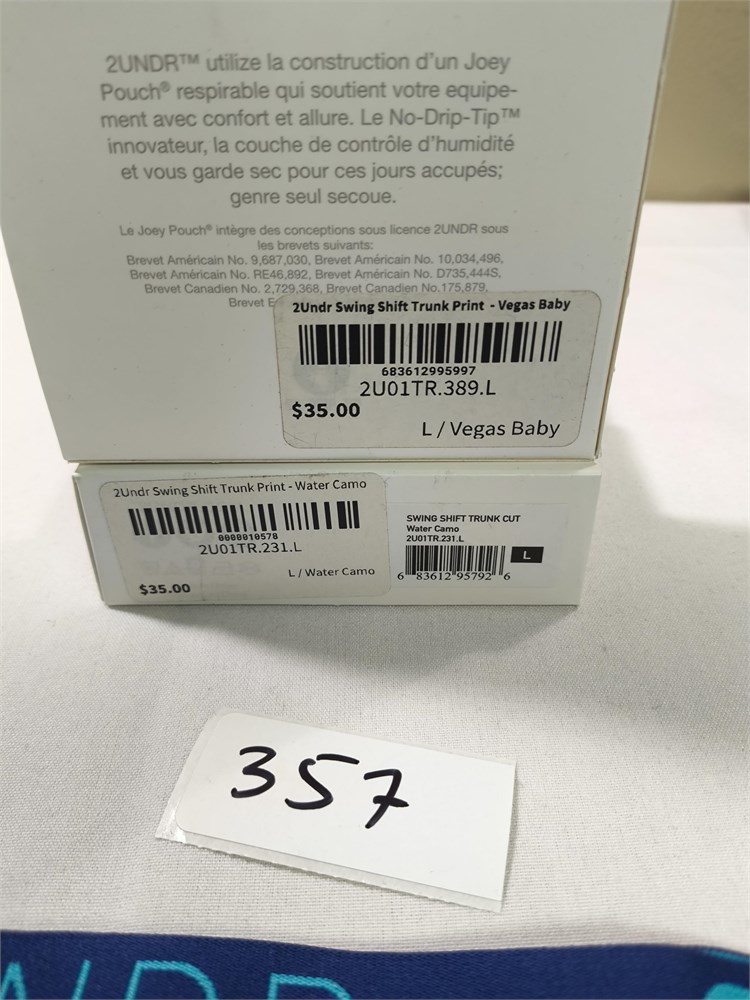 2UNDR™ utilize la construction d'un Joey
Pouch® respirable qui soutient votre equipe-
ment avec confort et allure. Le No-Drip-Tip™
innovateur, la couche de contrôle d'humidité
et vous garde sec pour ces jours accupés;
genre seul secoue.
Le Joey Pouch® intègre des conceptions sous licence 2UNDR sous
les brevets suivants:
Brevet Américain No. 9,687,030, Brevet Américain No. 10,034,496,
Brevet Américain No. RE46,892, Brevet Américain No. D735,444S,
Brevet Canadien No. 2,729,368, Brevet Canadien No.175,879,
Brevet E
2Undr Swing Shift Trunk Print - Vegas Baby
683612995997
2U01TR.389.L
$35.00
L / Vegas Baby
2Undr Swing Shift Trunk Print - Water Camo
0000010578
2U01TR.231.L
L / Water Camo
$35.00
SWING SHIFT TRUNK CUT
Water Camo
2U01TR.231.L
L
6 83612 95792 6
357